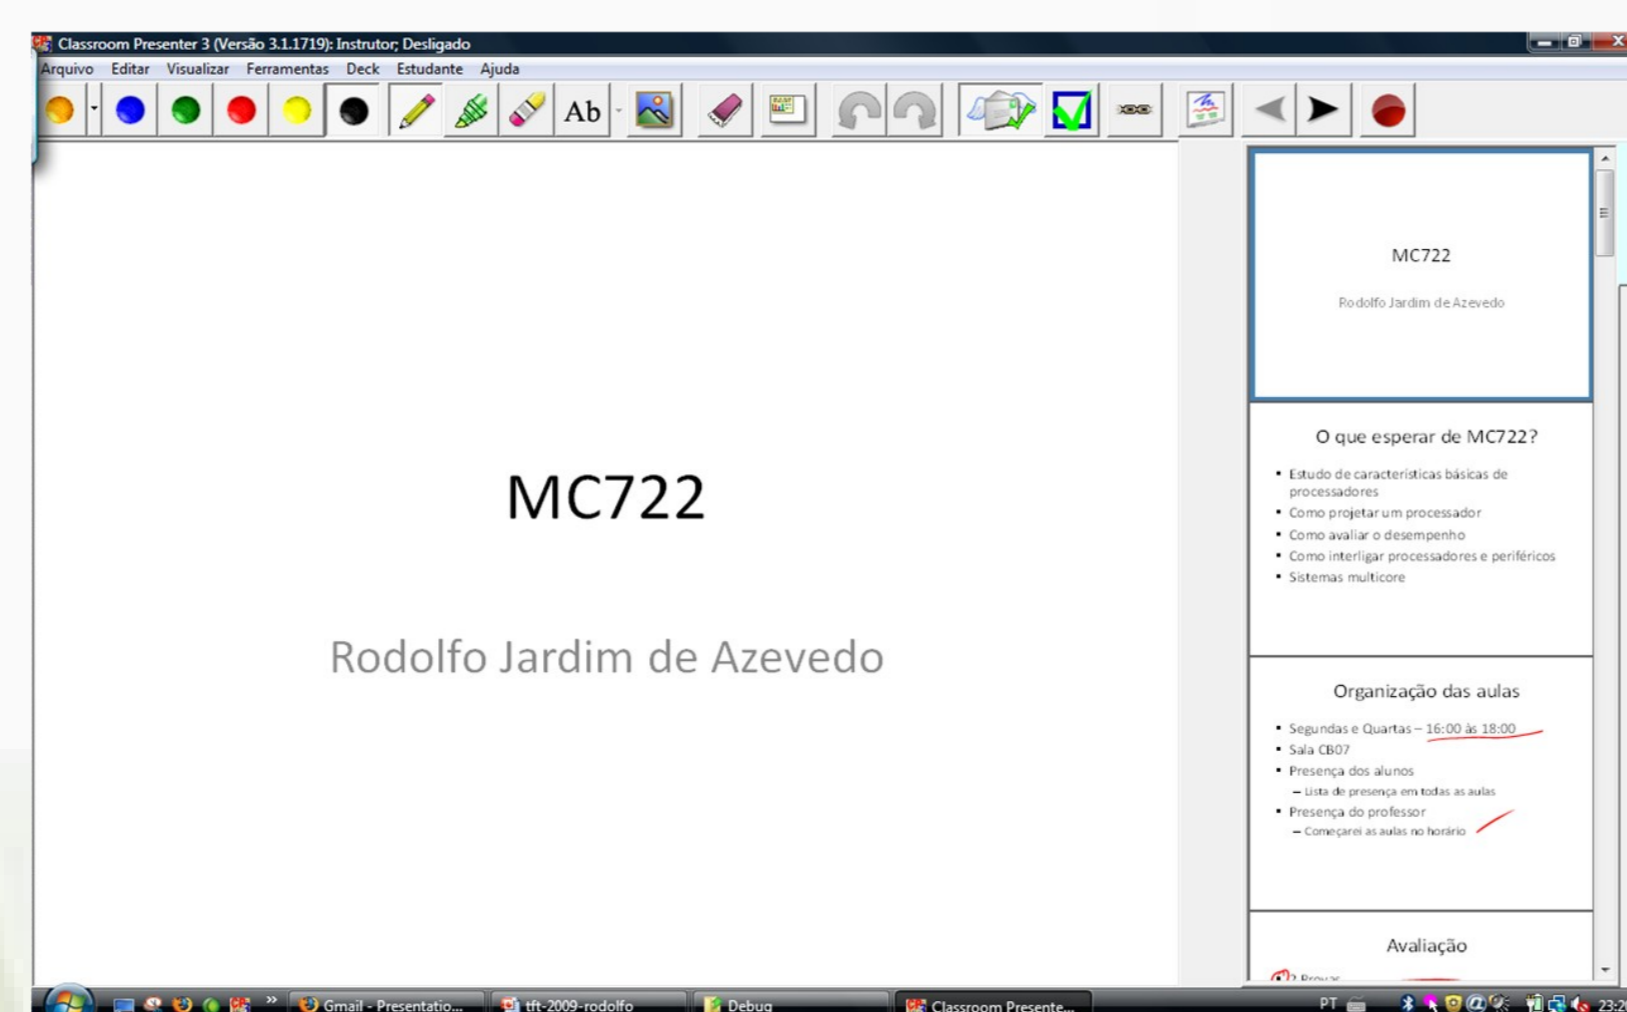 Classroom Presenter 3 (Versão 3.1.1719): Instrutor; Desligado
Arquivo Editar Visualizar Ferramentas Deck Estudante Ajuda
Ab
MC722
Rodolfo Jardim de Azevedo
MC722
Rodolfo Jardim de Azevedo
O que esperar de MC722?
▪ Estudo de características básicas de
processadores
▪ Como projetar um processador
▪ Como avaliar o desempenho
▪ Como interligar processadores e periféricos
▪ Sistemas multicore
Organização das aulas
▪ Segundas e Quartas – 16:00 às 18:00
▪ Sala CB07
▪ Presença dos alunos
– Lista de presença em todas as aulas
▪ Presença do professor
– Começarei as aulas no horário
Avaliação
2 Provas
Gmail - Presentatio... tft-2009-rodolfo Debug Classroom Presente... PT